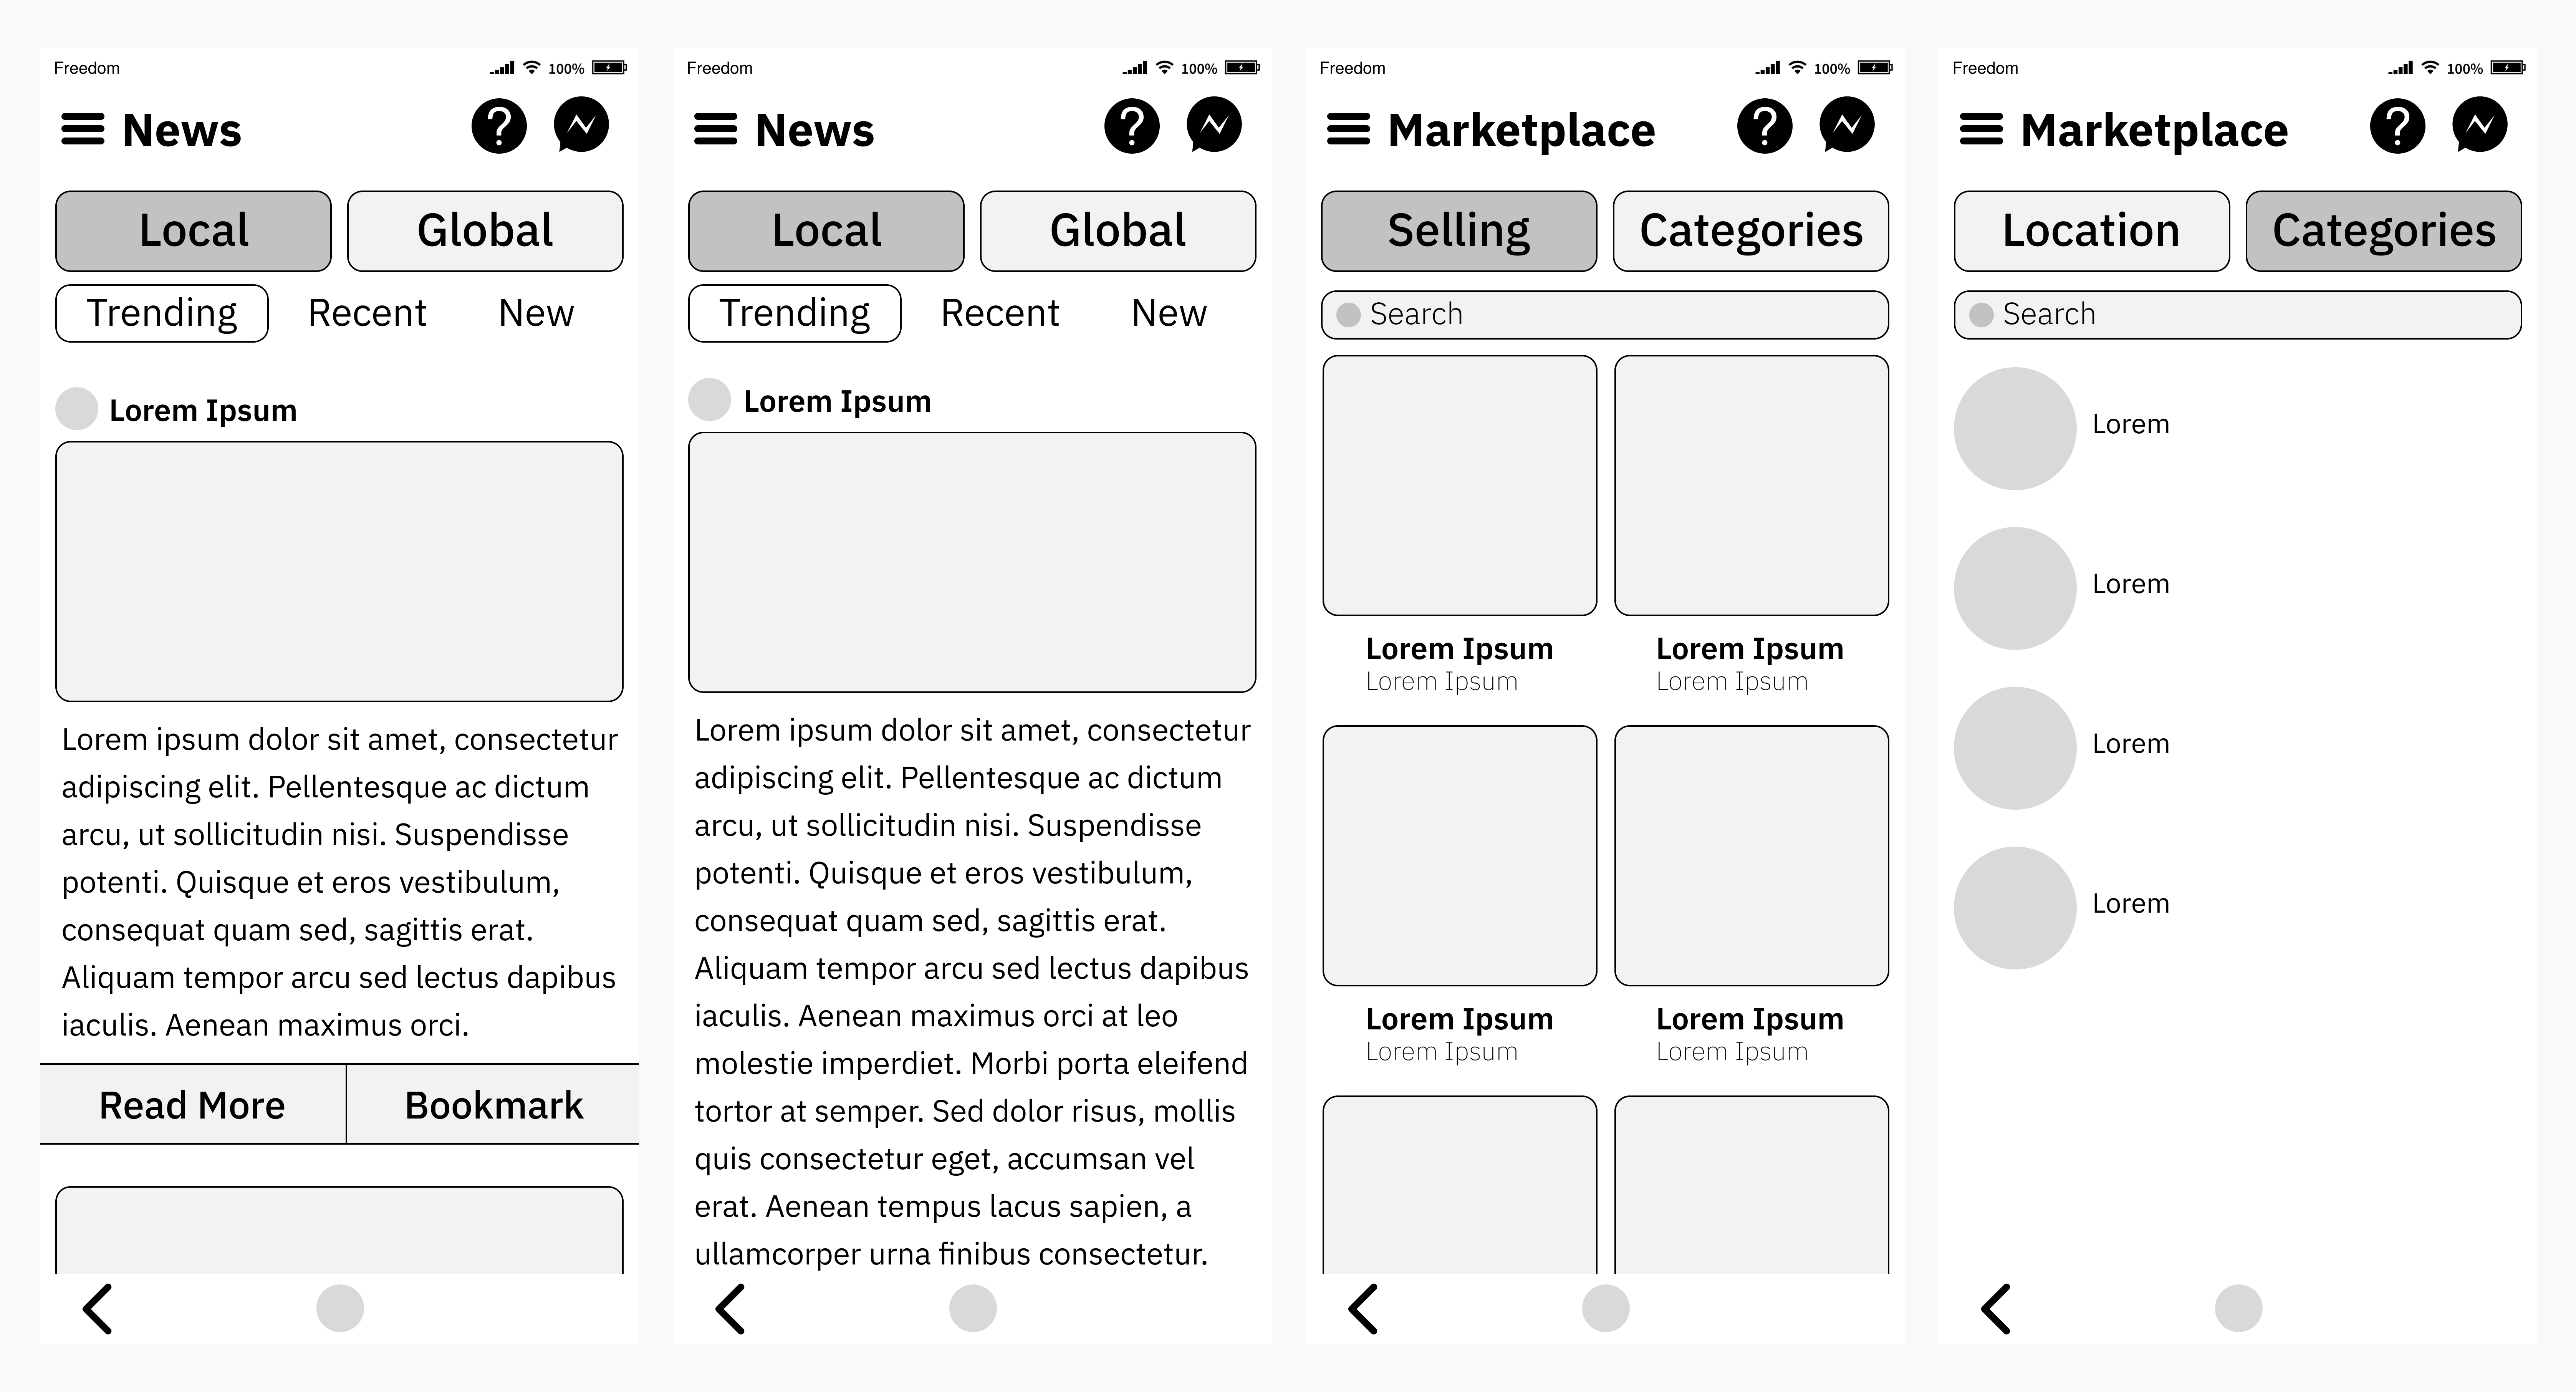 Freedom 100%
News
Local Global
Trending Recent New
Lorem Ipsum
Lorem ipsum dolor sit amet, consectetur
adipiscing elit. Pellentesque ac dictum
arcu, ut sollicitudin nisi. Suspendisse
potenti. Quisque et eros vestibulum,
consequat quam sed, sagittis erat.
Aliquam tempor arcu sed lectus dapibus
iaculis. Aenean maximus orci.
Read More Bookmark
Freedom 100%
News
Local Global
Trending Recent New
Lorem Ipsum
Lorem ipsum dolor sit amet, consectetur
adipiscing elit. Pellentesque ac dictum
arcu, ut sollicitudin nisi. Suspendisse
potenti. Quisque et eros vestibulum,
consequat quam sed, sagittis erat.
Aliquam tempor arcu sed lectus dapibus
iaculis. Aenean maximus orci at leo
molestie imperdiet. Morbi porta eleifend
tortor at semper. Sed dolor risus, mollis
quis consectetur eget, accumsan vel
erat. Aenean tempus lacus sapien, a
ullamcorper urna finibus consectetur.
Freedom 100%
Marketplace
Selling Categories
Search
Lorem Ipsum Lorem Ipsum
Lorem Ipsum Lorem Ipsum
Lorem Ipsum Lorem Ipsum
Lorem Ipsum Lorem Ipsum
Freedom 100%
Marketplace
Location Categories
Search
Lorem
Lorem
Lorem
Lorem